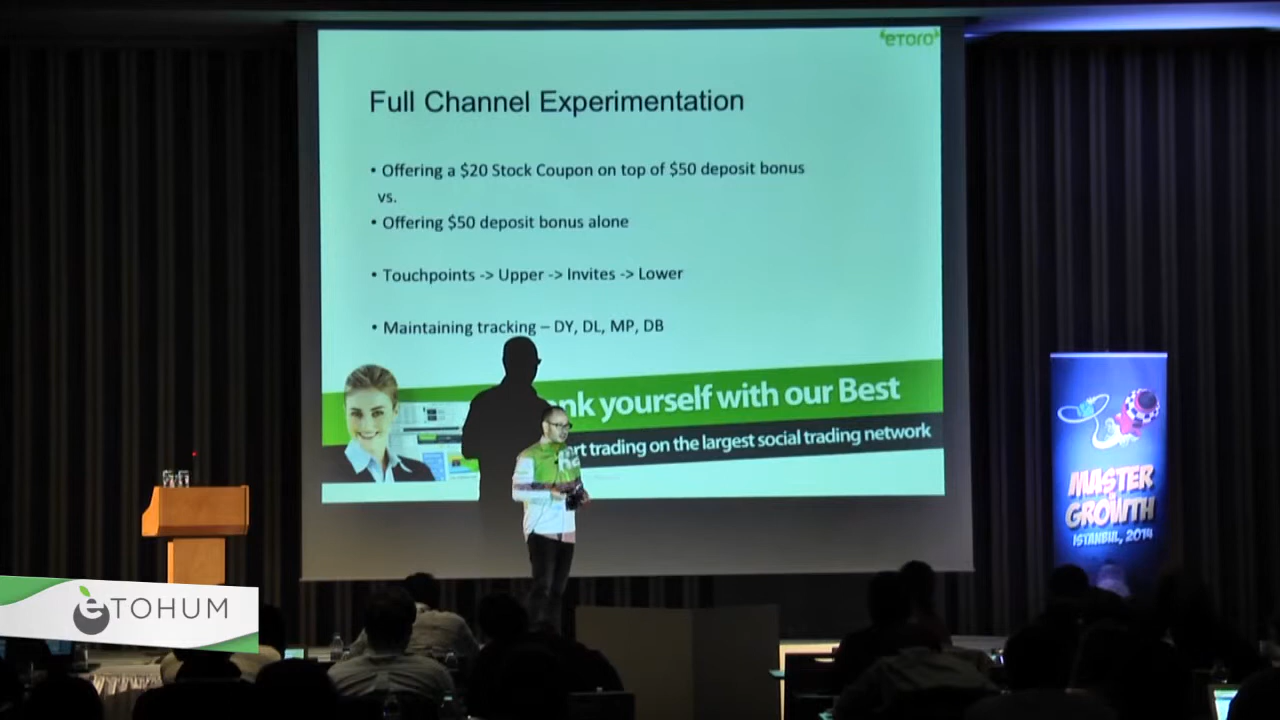 eToro
Full Channel Experimentation
• Offering a $20 Stock Coupon on top of $50 deposit bonus
vs.
• Offering $50 deposit bonus alone
• Touchpoints -> Upper -> Invites -> Lower
• Maintaining tracking – DY, DL, MP, DB
yourself with our Best
trading on the largest social trading network
MASTER
GROWTH
ISTANBUL, 2014
eTOHUM